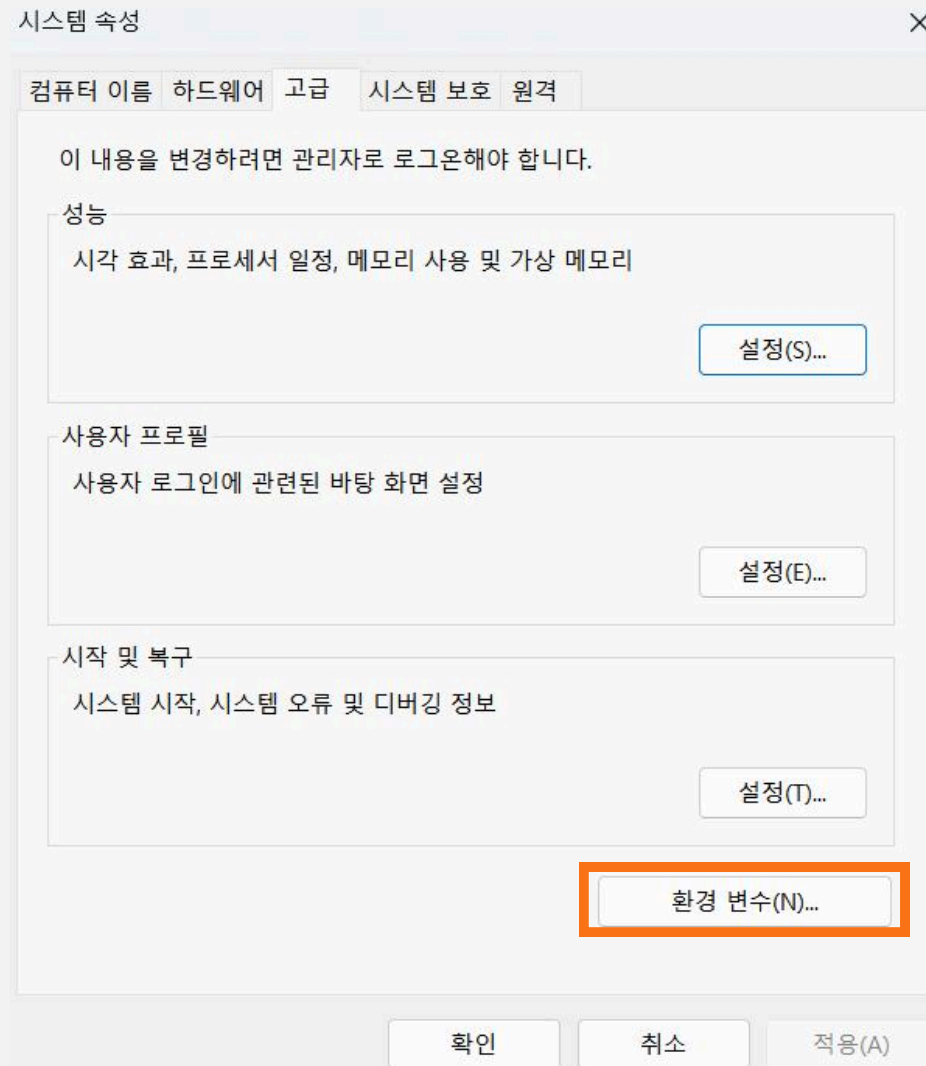 시스템 속성
컴퓨터 이름 하드웨어 고급 시스템 보호 원격
이 내용을 변경하려면 관리자로 로그온해야 합니다.
성능
시각 효과, 프로세서 일정, 메모리 사용 및 가상 메모리
설정(S)...
사용자 프로필
사용자 로그인에 관련된 바탕 화면 설정
설정(E)...
시작 및 복구
시스템 시작, 시스템 오류 및 디버깅 정보
설정(T)...
환경 변수(N)...
확인 취소 적용(A)